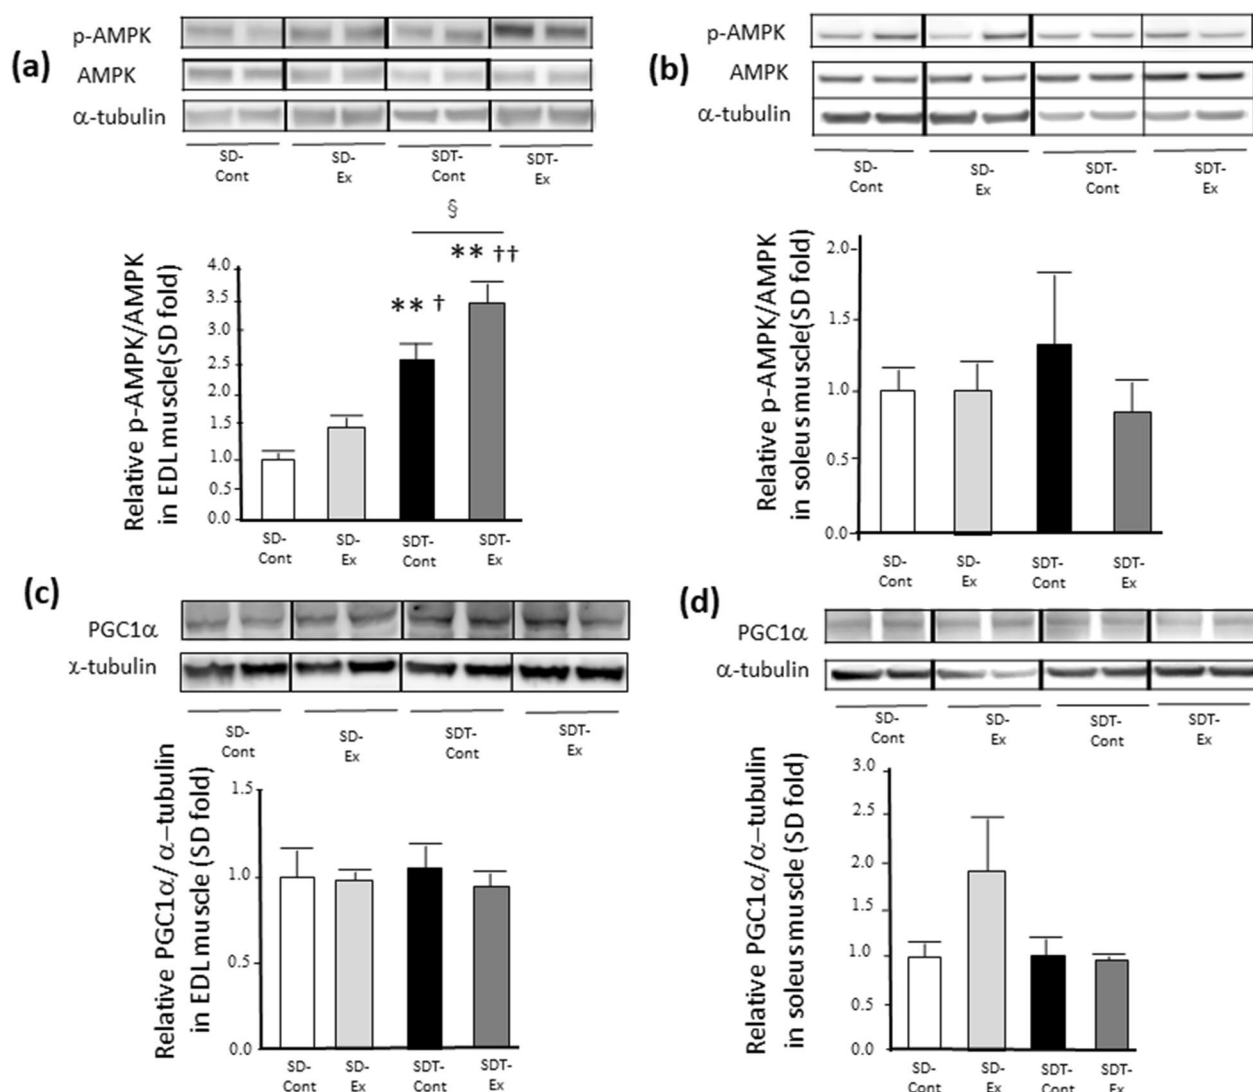 (a)
p-AMPK
AMPK
α-tubulin
SD-
Cont
SD-
Ex
SDT-
Cont
SDT-
Ex
§
** ††
** †
Relative p-AMPK/AMPK
in EDL muscle(SD fold)
4.0
3.5
3.0
2.5
2.0
1.5
1.0
0.5
0.0
SD-
Cont
SD-
Ex
SDT-
Cont
SDT-
Ex
(b)
p-AMPK
AMPK
α-tubulin
SD-
Cont
SD-
Ex
SDT-
Cont
SDT-
Ex
Relative p-AMPK/AMPK
in soleus muscle(SD fold)
2.0
1.5
1.0
0.5
0.0
SD-
Cont
SD-
Ex
SDT-
Cont
SDT-
Ex
(c)
PGC1α
α-tubulin
SD-
Cont
SD-
Ex
SDT-
Cont
SDT-
Ex
Relative PGC1α/ α–tubulin
in EDL muscle (SD fold)
1.5
1.0
0.5
0.0
SD-
Cont
SD-
Ex
SDT-
Cont
SDT-
Ex
(d)
PGC1α
α-tubulin
SD-
Cont
SD-
Ex
SDT-
Cont
SDT-
Ex
Relative PGC1α/α–tubulin
in soleus muscle (SD fold)
3.0
2.5
2.0
1.5
1.0
0.5
0.0
SD-
Cont
SD-
Ex
SDT-
Cont
SDT-
Ex